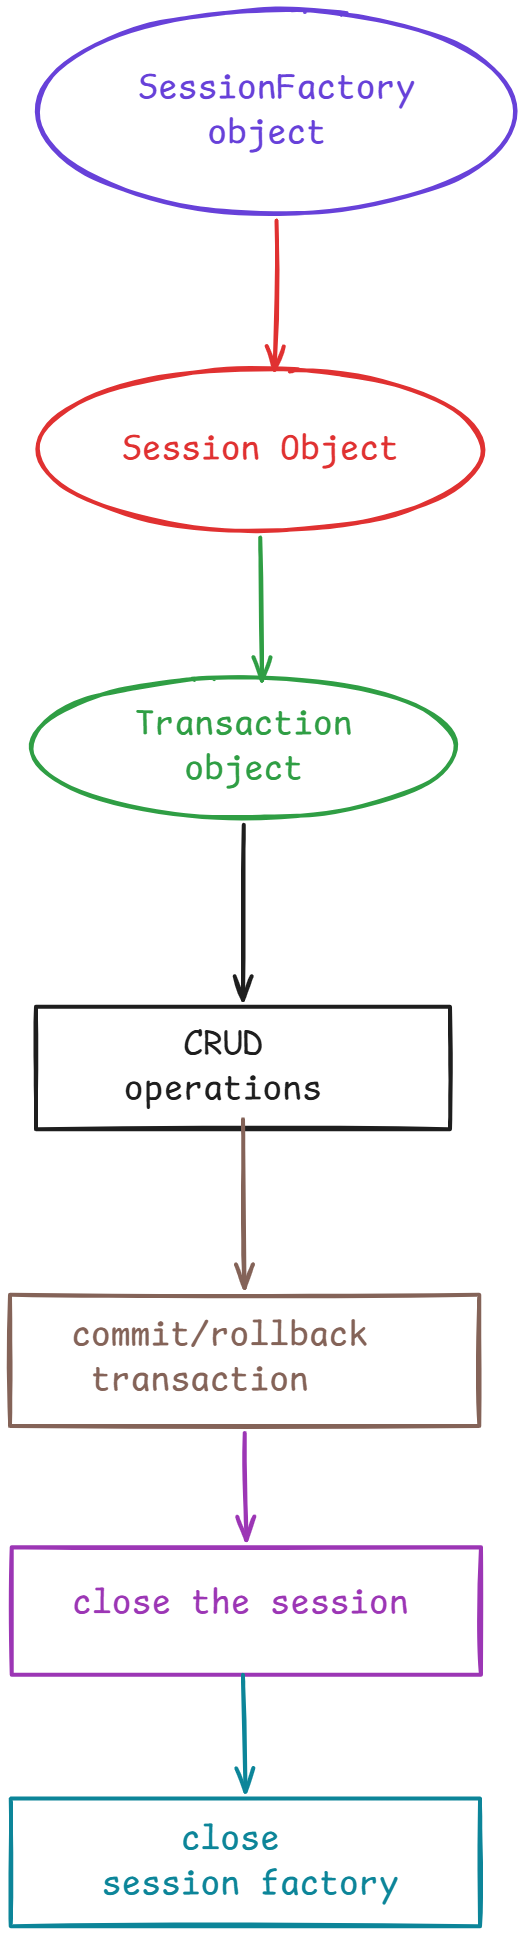 SessionFactory
object
Session Object
Transaction
object
CRUD
operations
commit/rollback
transaction
close the session
close
session factory